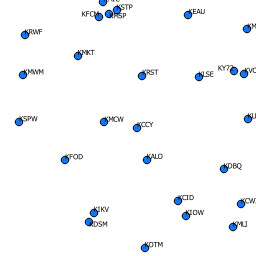 KSTP
KFCM
KMSP
KEAU
KRWF
KMKT
KMWM
KRST
KLSE
KY72
KSPW
KMCW
KCCY
KFOD
KALO
KDBQ
KCID
KIKV
KIOW
KDSM
KMLI
KOTM